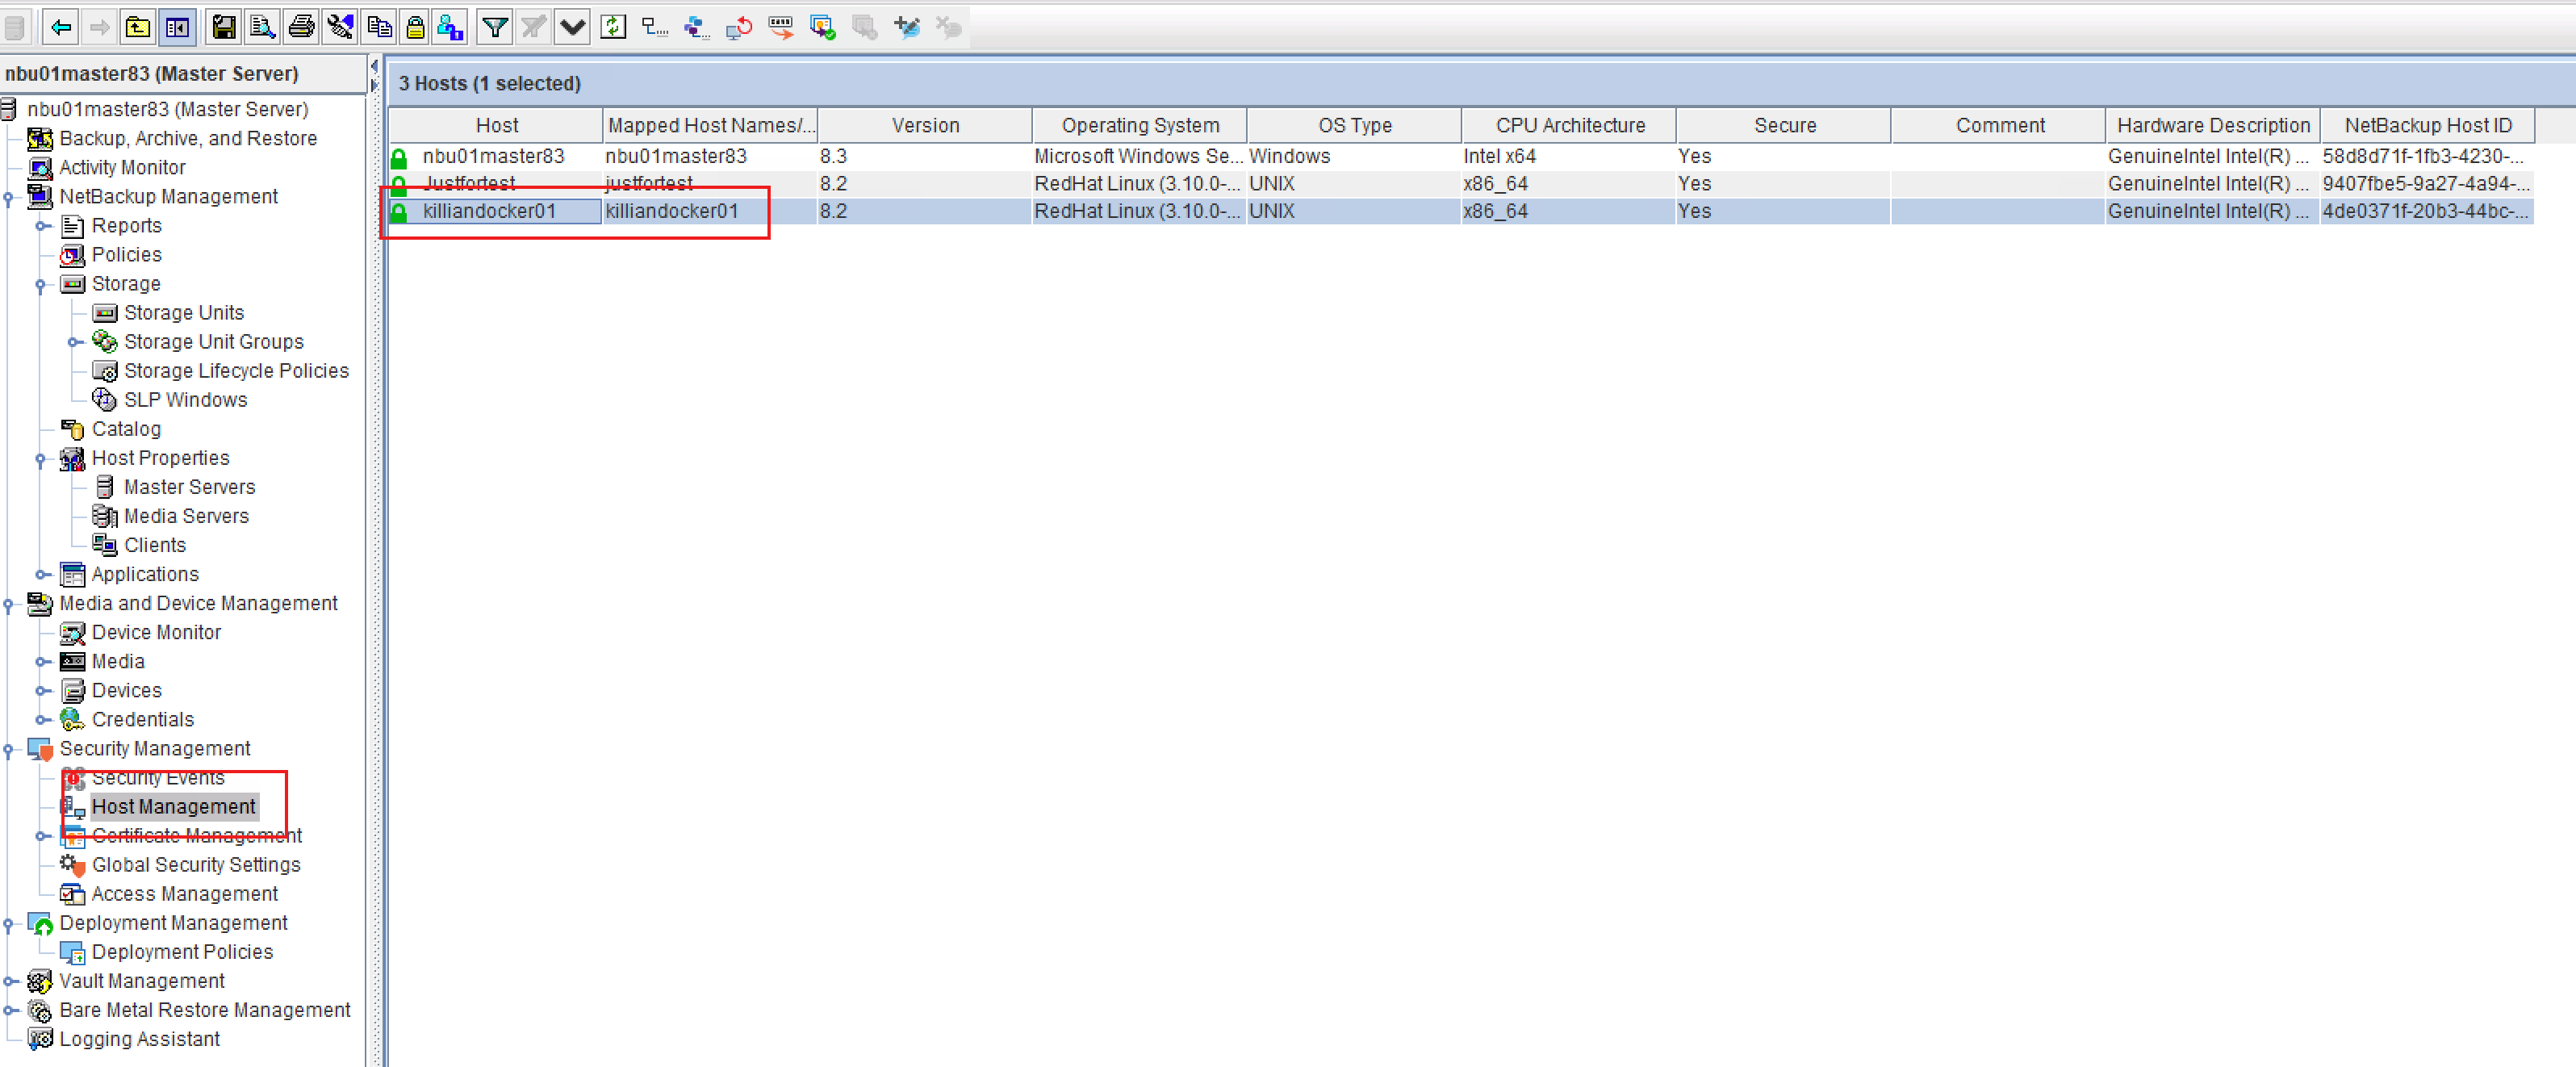 nbu01master83 (Master Server)
nbu01master83 (Master Server)
Backup, Archive, and Restore
Activity Monitor
NetBackup Management
Reports
Policies
Storage
Storage Units
Storage Unit Groups
Storage Lifecycle Policies
SLP Windows
Catalog
Host Properties
Master Servers
Media Servers
Clients
Applications
Media and Device Management
Device Monitor
Media
Devices
Credentials
Security Management
Security Events
Host Management
Certificate Management
Global Security Settings
Access Management
Deployment Management
Deployment Policies
Vault Management
Bare Metal Restore Management
Logging Assistant
3 Hosts (1 selected)
Host Mapped Host Names/... Version Operating System OS Type CPU Architecture Secure Comment Hardware Description NetBackup Host ID
nbu01master83 nbu01master83 8.3 Microsoft Windows Se... Windows Intel x64 Yes GenuineIntel Intel(R) ... 58d8d71f-1fb3-4230-...
Justfortest justfortest 8.2 RedHat Linux (3.10.0-... UNIX x86_64 Yes GenuineIntel Intel(R) ... 9407fbe5-9a27-4a94-...
killiandocker01 killiandocker01 8.2 RedHat Linux (3.10.0-... UNIX x86_64 Yes GenuineIntel Intel(R) ... 4de0371f-20b3-44bc-...